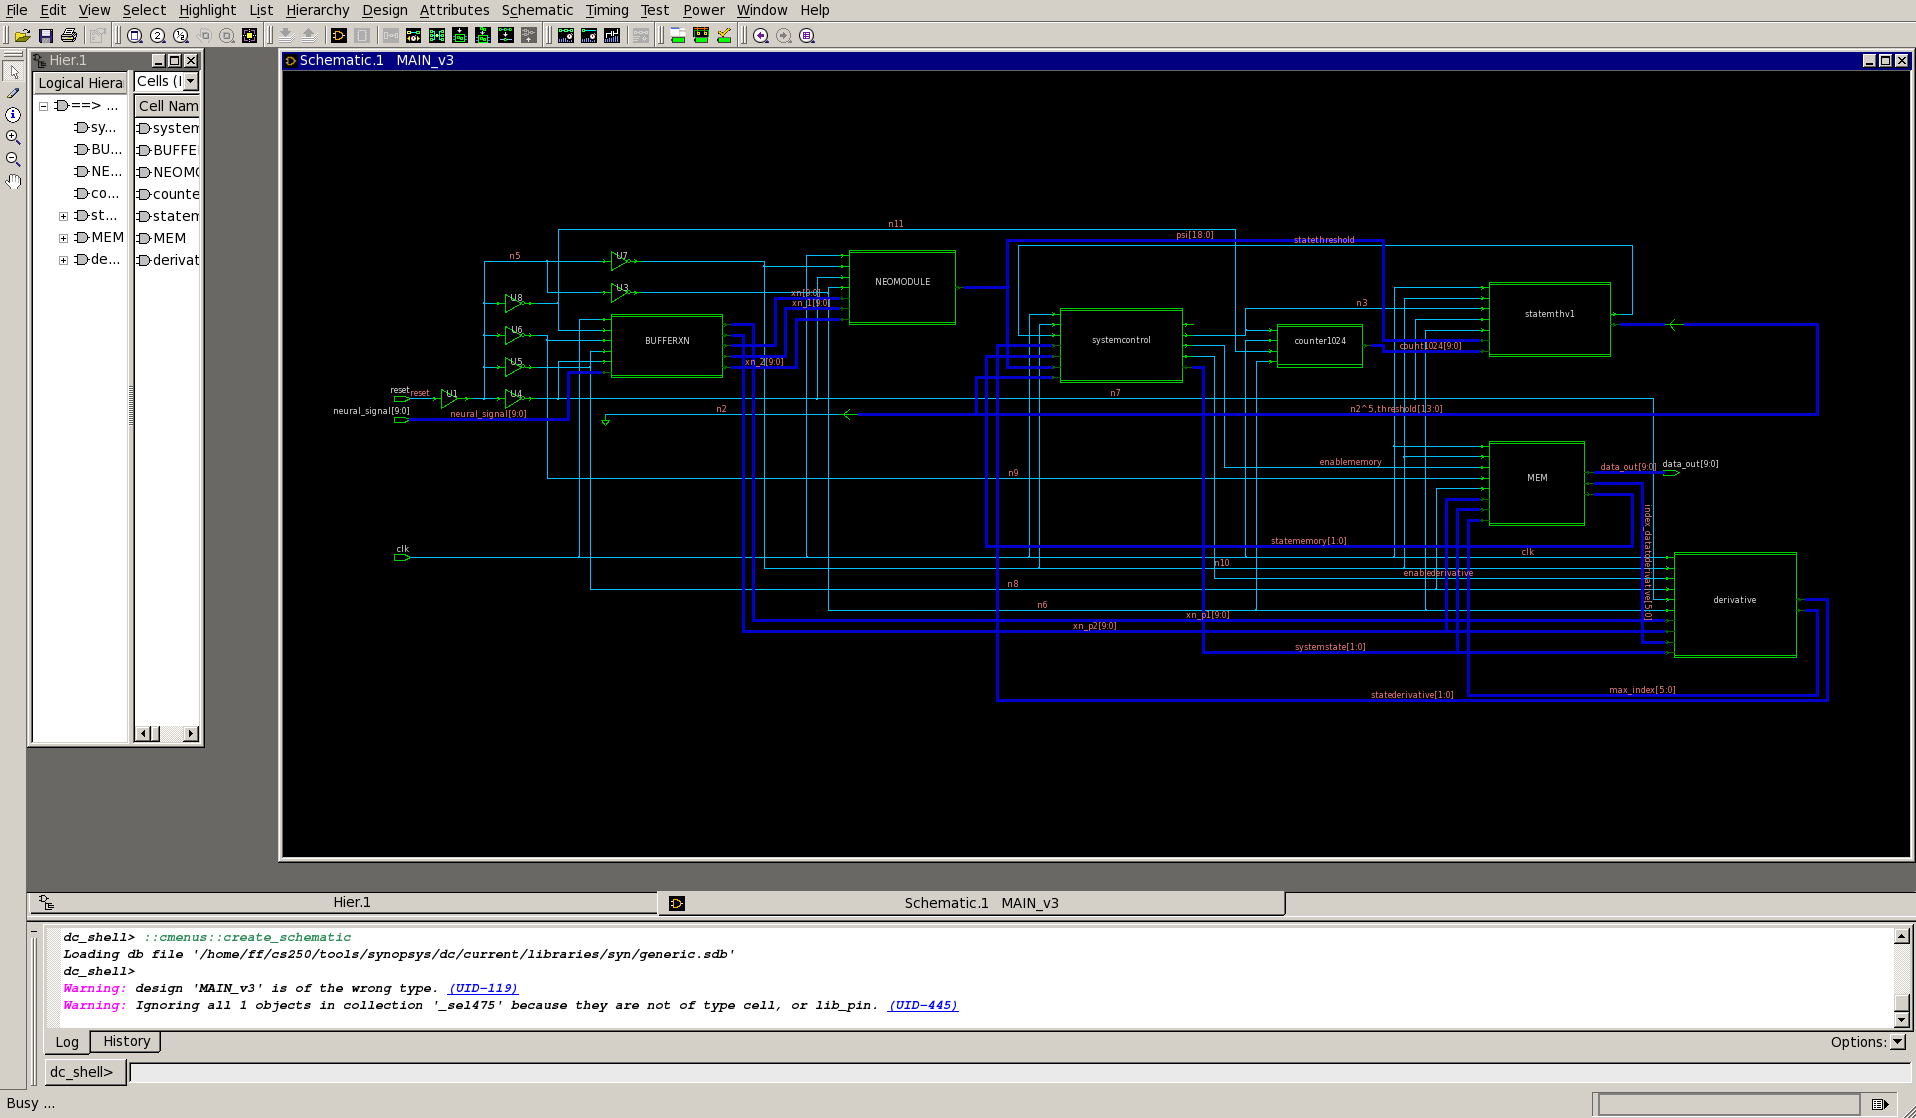 File Edit View Select Highlight List Hierarchy Design Attributes Schematic Timing Test Power Window Help
Hier.1
Logical Hiera
Cells (I
==> ...
sy...
BU...
NE...
co...
st...
MEM
de...
Cell Nam
system
BUFFE
NEOMO
counte
statem
MEM
derivat
Schematic.1 MAIN_v3
n11
psi[18:0]
statethreshold
n5
U7
U3
U8
U6
U5
U4
U1
xn[9:0]
xn_1[9:0]
xn_2[9:0]
NEOMODULE
BUFFERXN
systemcontrol
n3
counter1024
count1024[9:0]
statemthv1
reset
reset
neural_signal[9:0]
neural_signal[9:0]
n2
n7
n2^5,threshold[13:0]
enablememory
n9
MEM
data_out[9:0]
data_out[9:0]
statememory[1:0]
clk
clk
n10
enablederivative
n8
n6
xn_p1[9:0]
xn_p2[9:0]
derivative
systemstate[1:0]
statederivative[1:0]
max_index[5:0]
Hier.1
Schematic.1 MAIN_v3
dc_shell> ::cmenus::create_schematic
Loading db file '/home/ff/cs250/tools/synopsys/dc/current/libraries/syn/generic.sdb'
dc_shell>
Warning: design 'MAIN_v3' is of the wrong type. (UID-119)
Warning: Ignoring all 1 objects in collection '_sel475' because they are not of type cell, or lib_pin. (UID-445)
Log
History
Options:
dc_shell>
Busy ...